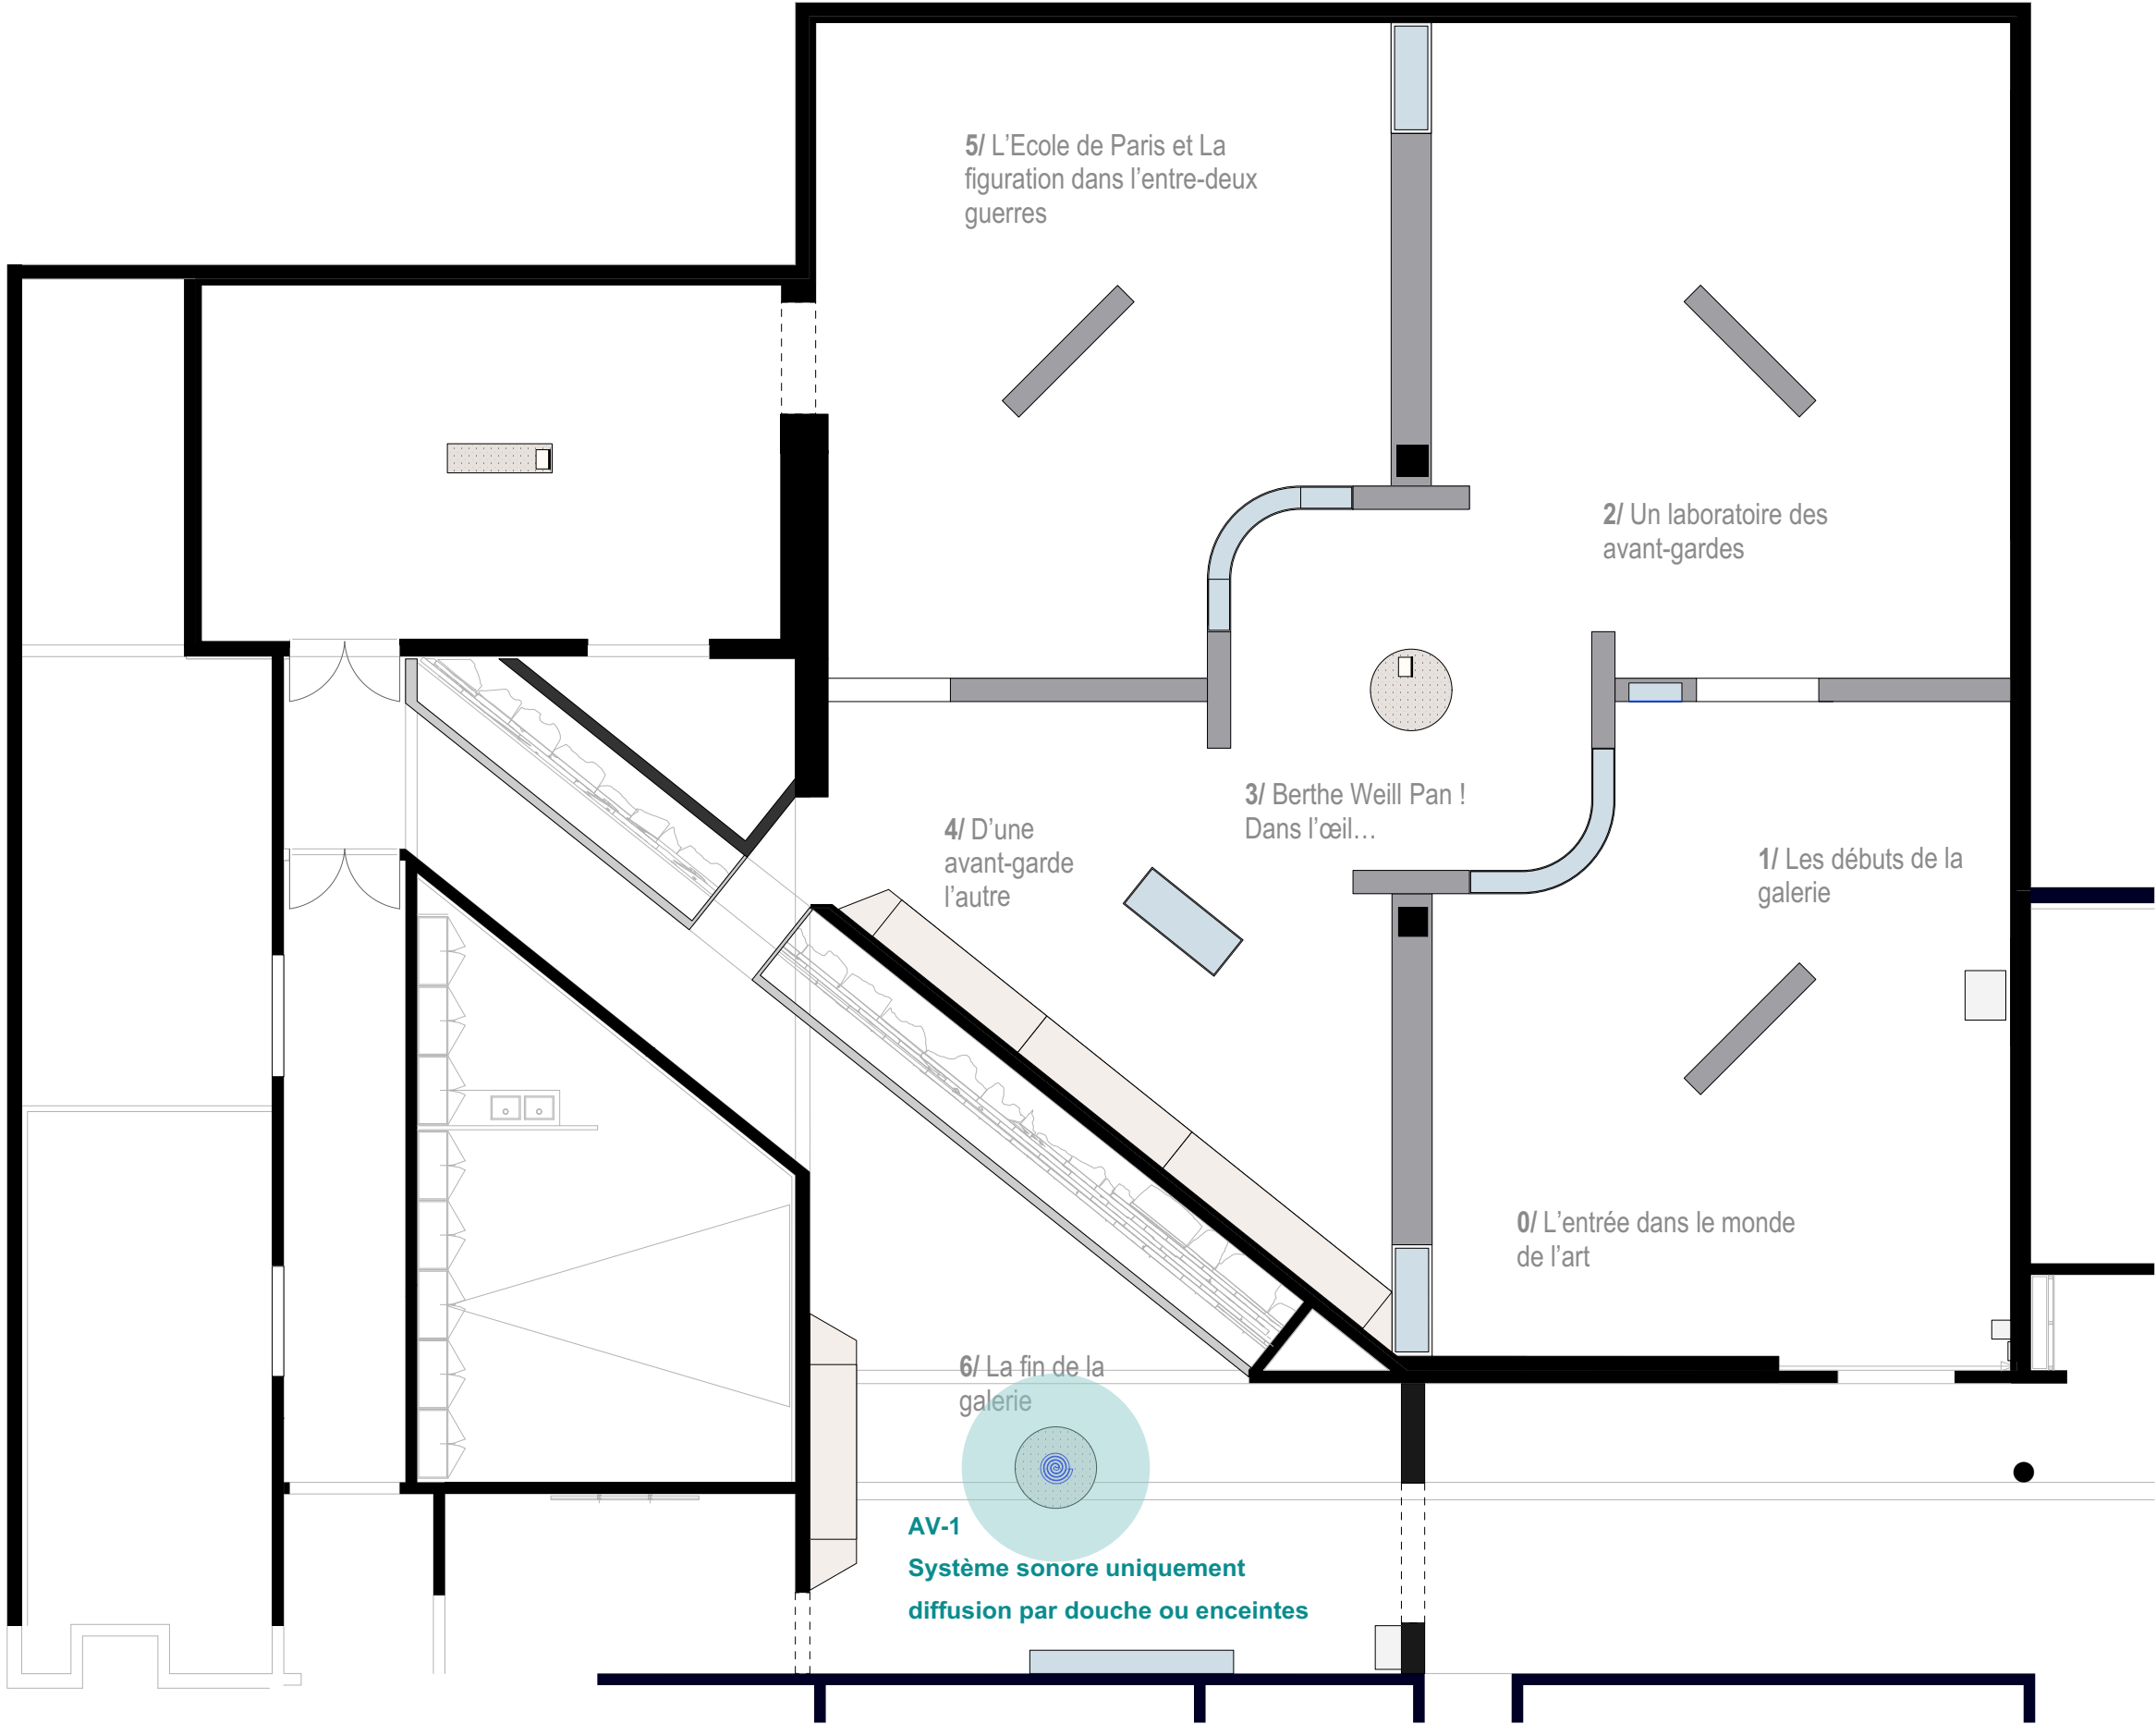 5/ L’Ecole de Paris et La
figuration dans l’entre-deux
guerres
2/ Un laboratoire des
avant-gardes
3/ Berthe Weill Pan !
Dans l’œil…
4/ D’une
avant-garde
l’autre
1/ Les débuts de la
galerie
0/ L’entrée dans le monde
de l’art
6/ La fin de la
galerie
AV-1
Système sonore uniquement
diffusion par douche ou enceintes